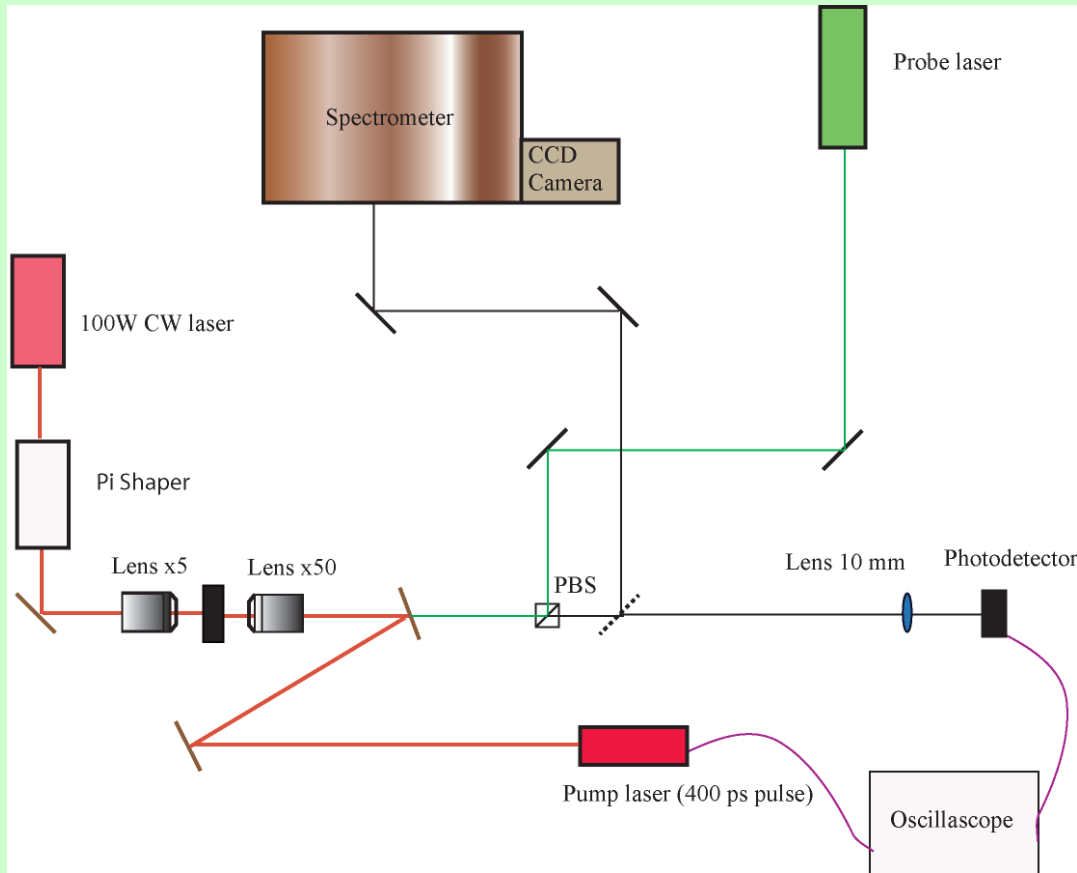 Probe laser
Spectrometer
CCD
Camera
100W CW laser
Pi Shaper
Lens x5
Lens x50
PBS
Lens 10 mm
Photodetector
Pump laser (400 ps pulse)
Oscillascope